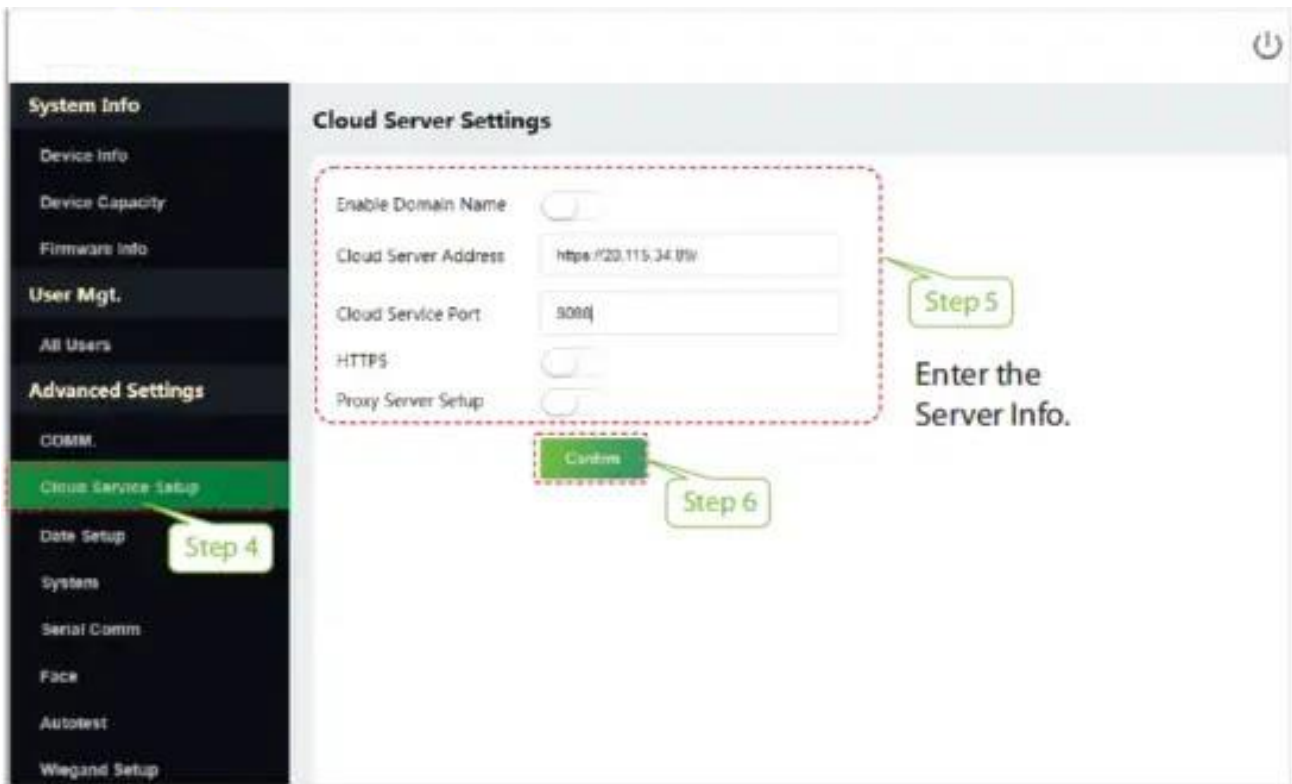 System Info
Device Info
Device Capacity
Firmware Info
User Mgt.
All Users
Advanced Settings
COMM.
Cloud Service Setup
Step 4
Date Setup
System
Serial Comm
Face
Autotest
Wiegand Setup
Cloud Server Settings
Enable Domain Name
Cloud Server Address
Cloud Service Port
HTTPS
Proxy Server Setup
Confirm
Step 5
Enter the
Server Info.
Step 6